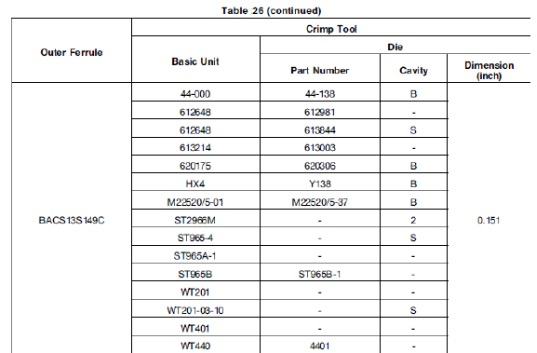 Table 26 (continued)
Outer Ferrule
Crimp Tool
Basic Unit
Die
Part Number
Cavity
Dimension
(inch)
BACS13S149C
44-000 44-138 B
612648 612981 -
612648 613844 S
613214 613003 -
620175 620306 B
HX4 Y138 B
M22520/5-01 M22520/5-37 B
ST2966M - 2 0.151
ST965-4 - S
ST965A-1 - -
ST965B ST965B-1 -
WT201 - -
WT201-03-10 - S
WT401 - -
WT440 4401 -